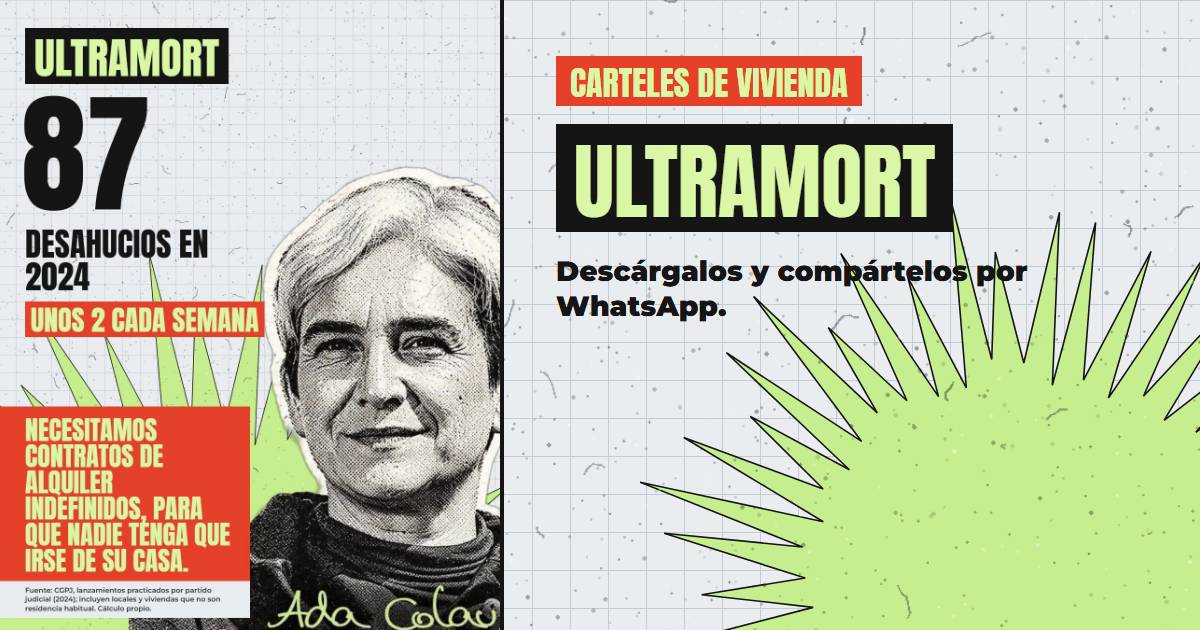 ULTRAMORT
87
DESAHUCIOS EN
2024
UNOS 2 CADA SEMANA
NECESITAMOS
CONTRATOS DE
ALQUILER
INDEFINIDOS, PARA
QUE NADIE TENGA QUE
IRSE DE SU CASA.
Fuente: CGPJ, lanzamientos practicados por partido
judicial (2024); incluyen locales y viviendas que no son
residencia habitual. Cálculo propio.
Ada Colau
CARTELES DE VIVIENDA
ULTRAMORT
Descárgalos y compártelos por
WhatsApp.